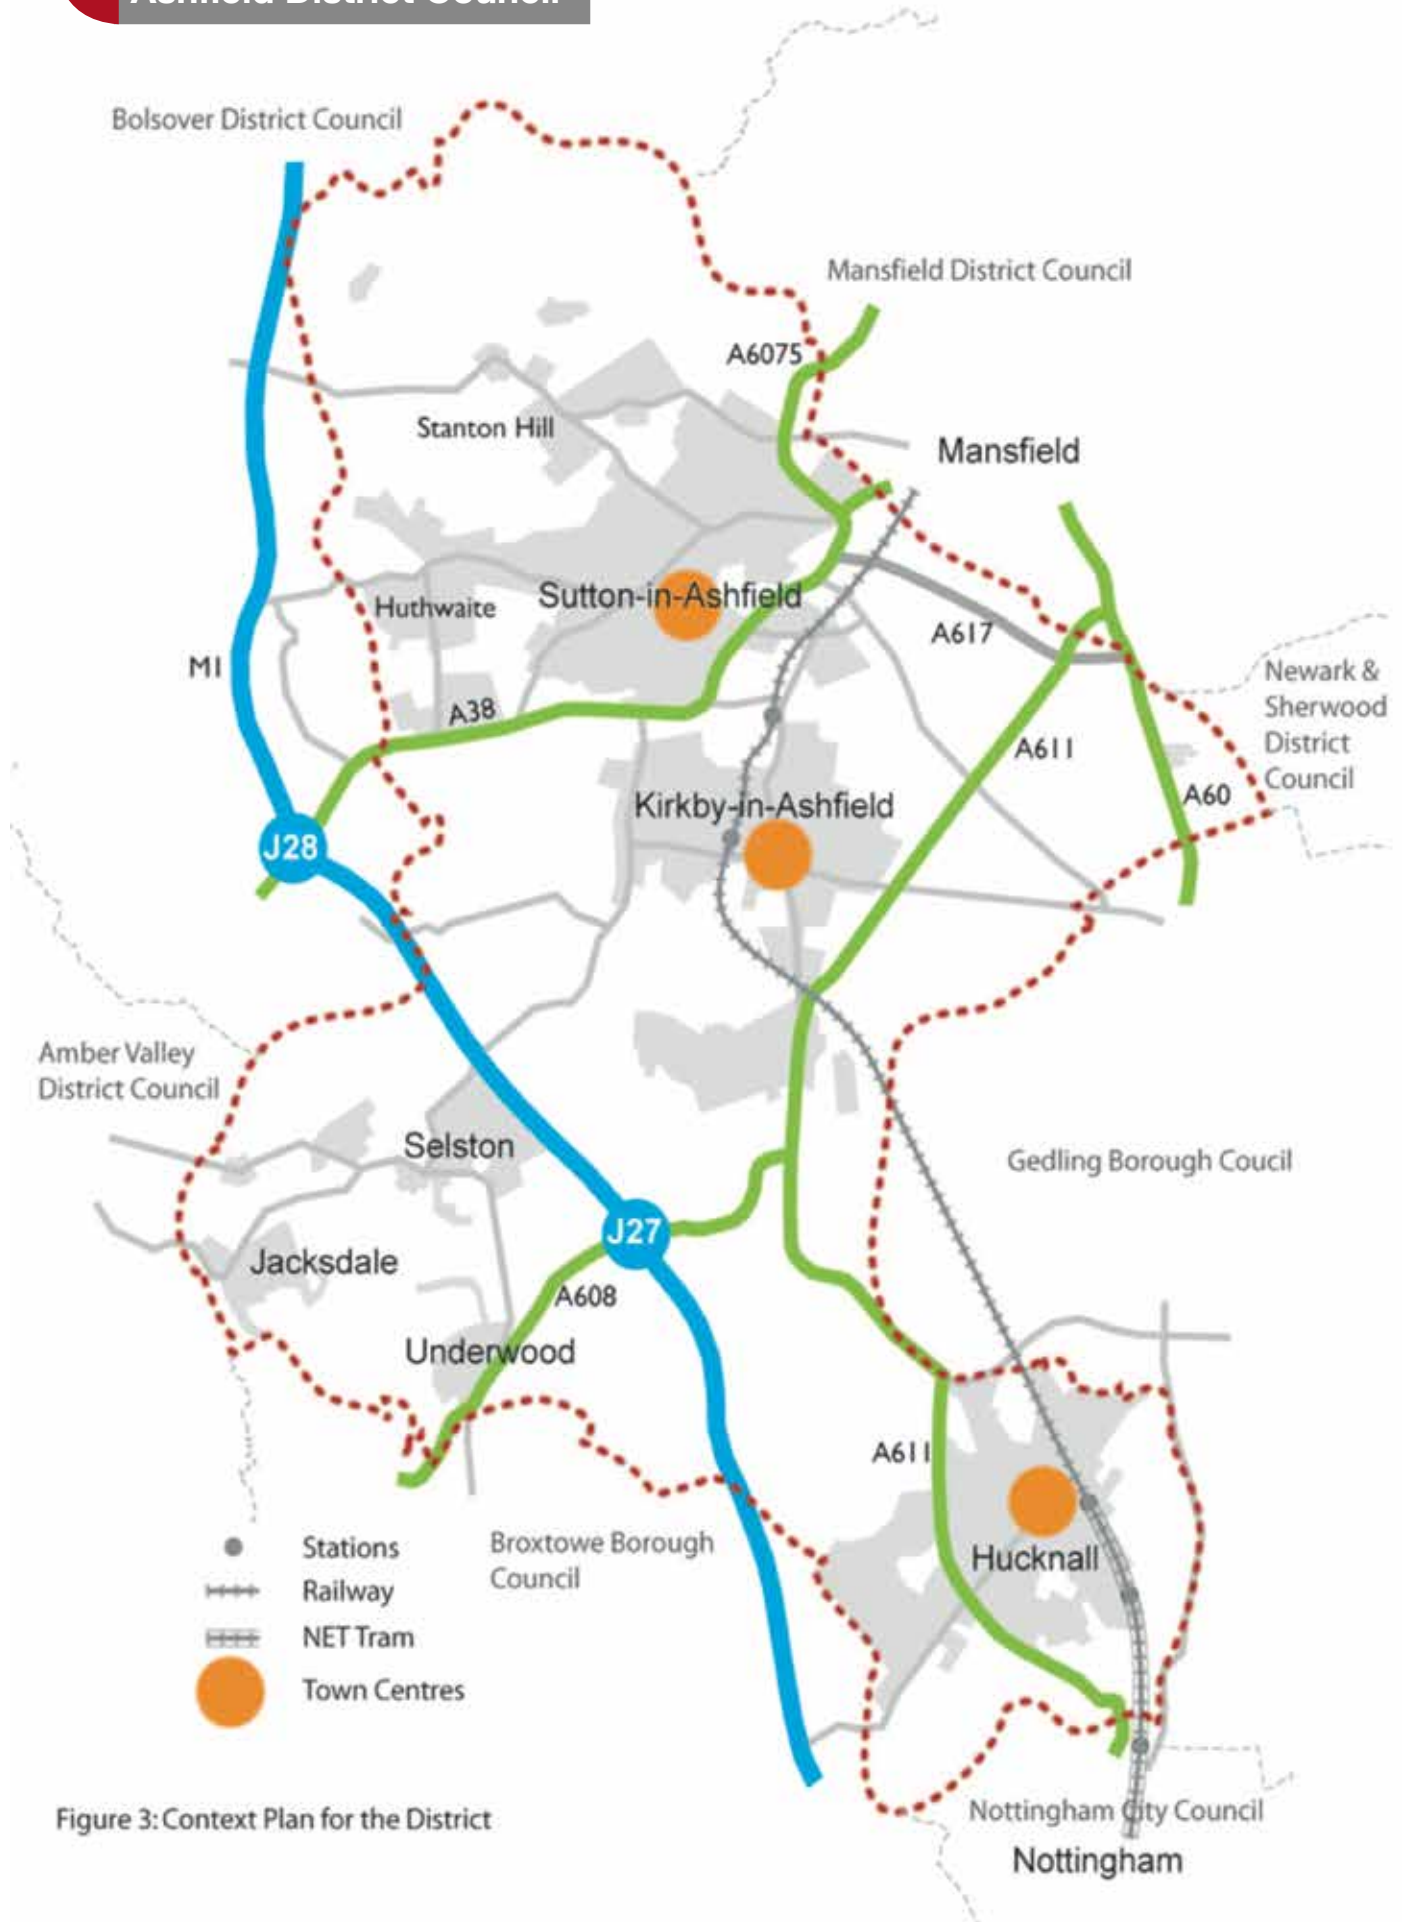 Ashfield District Council
Bolsover District Council
Mansfield District Council
A6075
Stanton Hill
Mansfield
Huthwaite
Sutton-in-Ashfield
A617
M1
Newark &
Sherwood
District
Council
A38
A611
A60
Kirkby-in-Ashfield
J28
Amber Valley
District Council
Selston
Gedling Borough Coucil
J27
Jacksdale
A608
Underwood
A611
Stations
Railway
NET Tram
Town Centres
Broxtowe Borough
Council
Hucknall
Figure 3: Context Plan for the District
Nottingham City Council
Nottingham